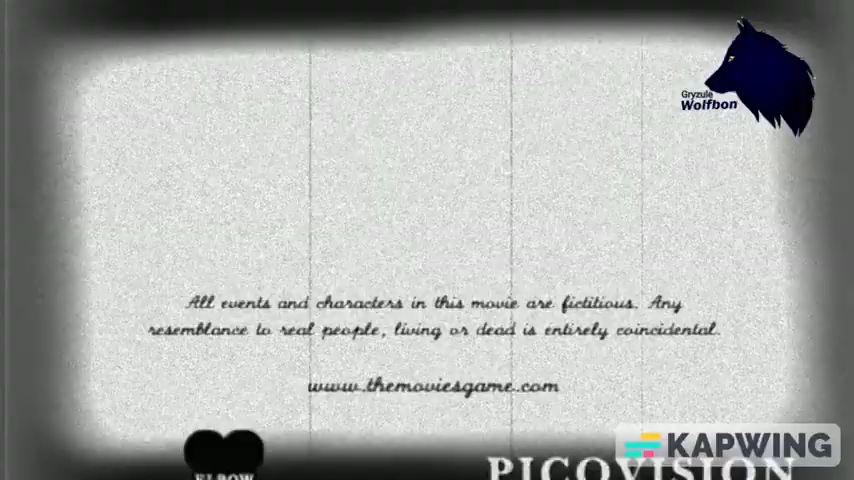 Gryzule
Wolfbon
All events and characters in this movie are fictitious. Any
resemblance to real people, living or dead is entirely coincidental.
www.themoviesgame.com
KAPWING
ELBOW
PICOVISION